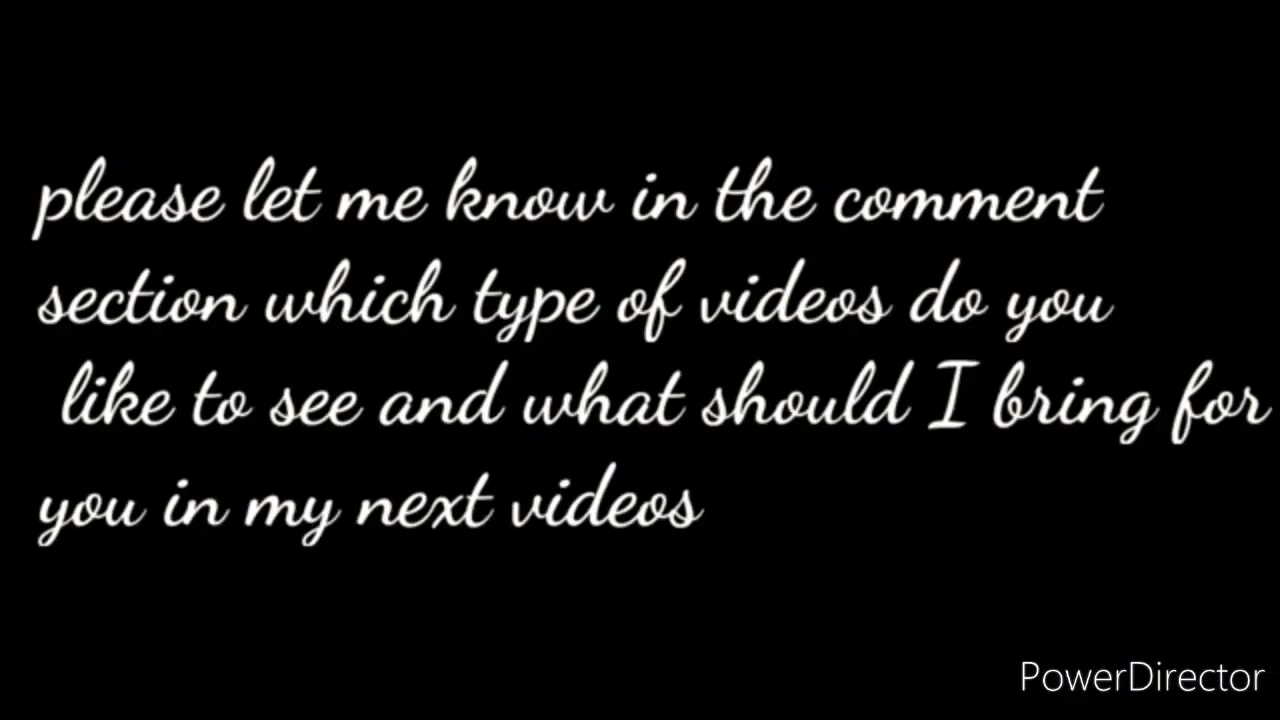 please let me know in the comment
section which type of videos do you
like to see and what should I bring for
you in my next videos
PowerDirector